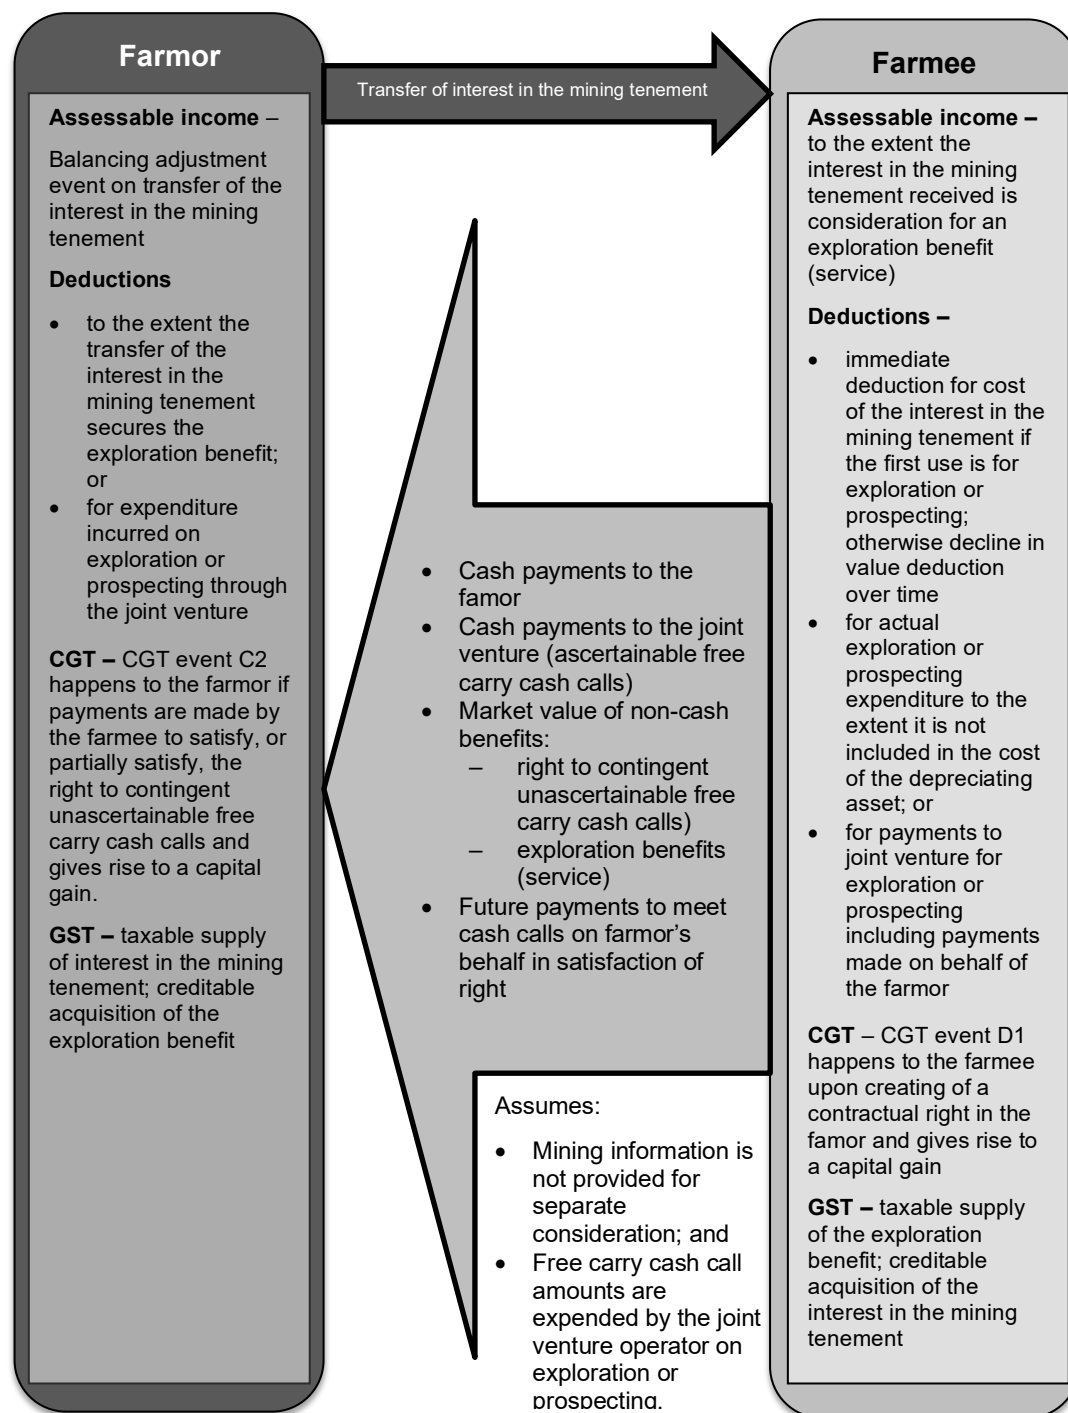 Farmor
Assessable income –
Balancing adjustment
event on transfer of the
interest in the mining
tenement
Deductions
• to the extent the
transfer of the
interest in the
mining tenement
secures the
exploration benefit;
or
• for expenditure
incurred on
exploration or
prospecting through
the joint venture
CGT – CGT event C2
happens to the farmor if
payments are made by
the farmee to satisfy, or
partially satisfy, the
right to contingent
unascertainable free
carry cash calls and
gives rise to a capital
gain.
GST – taxable supply
of interest in the mining
tenement; creditable
acquisition of the
exploration benefit
Transfer of interest in the mining tenement
• Cash payments to the
famor
• Cash payments to the joint
venture (ascertainable free
carry cash calls)
• Market value of non-cash
benefits:
– right to contingent
unascertainable free
carry cash calls)
– exploration benefits
(service)
• Future payments to meet
cash calls on farmor’s
behalf in satisfaction of
right
Assumes:
• Mining information is
not provided for
separate
consideration; and
• Free carry cash call
amounts are
expended by the joint
venture operator on
exploration or
prospecting.
Farmee
Assessable income –
to the extent the
interest in the mining
tenement received is
consideration for an
exploration benefit
(service)
Deductions –
• immediate
deduction for cost
of the interest in the
mining tenement if
the first use is for
exploration or
prospecting;
otherwise decline in
value deduction
over time
• for actual
exploration or
prospecting
expenditure to the
extent it is not
included in the cost
of the depreciating
asset; or
• for payments to
joint venture for
exploration or
prospecting
including payments
made on behalf of
the farmor
CGT – CGT event D1
happens to the farmee
upon creating of a
contractual right in the
famor and gives rise to
a capital gain
GST – taxable supply
of the exploration
benefit; creditable
acquisition of the
interest in the mining
tenement